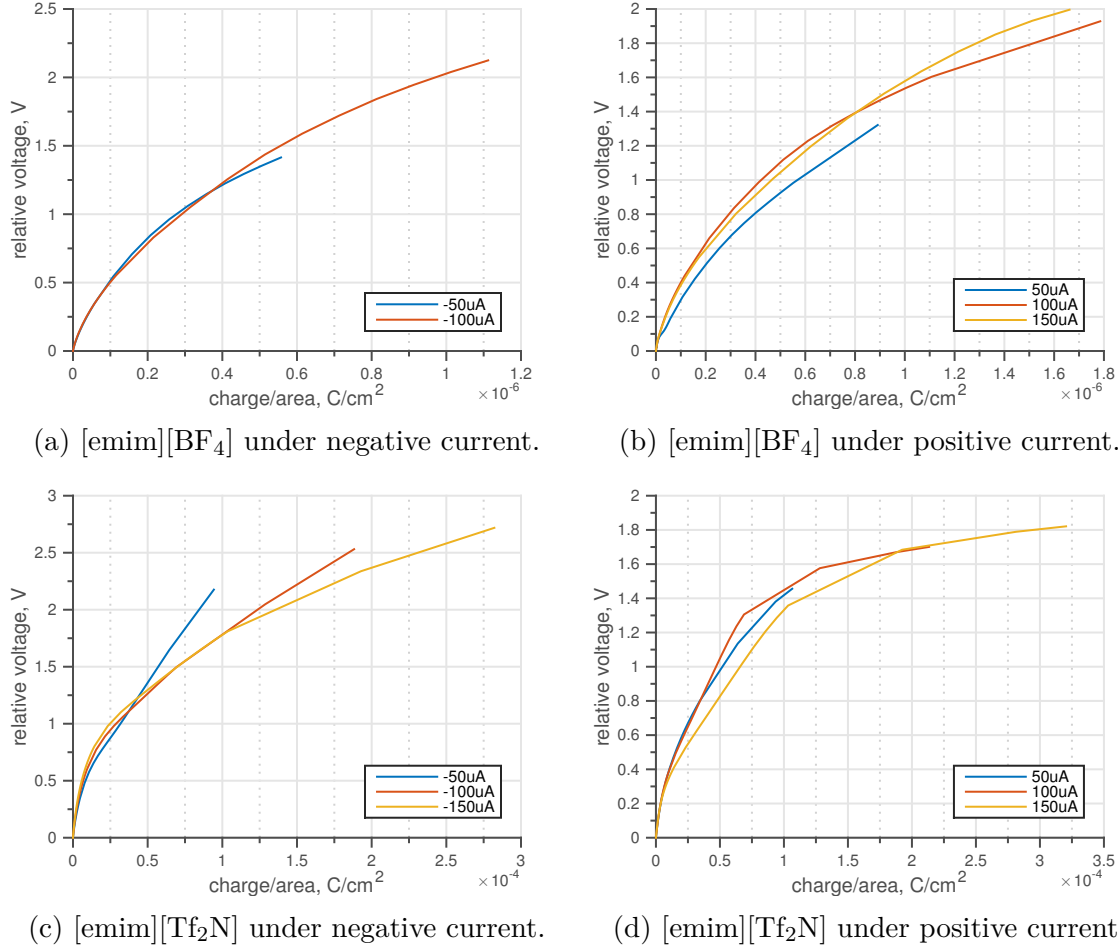 2.5
2
1.5
1
0.5
0
relative voltage, V
-50uA
-100uA
0 0.2 0.4 0.6 0.8 1 1.2
charge/area, C/cm²
× 10⁻⁶
(a) [emim][BF₄] under negative current.
2
1.8
1.6
1.4
1.2
1
0.8
0.6
0.4
0.2
0
relative voltage, V
50uA
100uA
150uA
0 0.2 0.4 0.6 0.8 1 1.2 1.4 1.6 1.8
charge/area, C/cm²
× 10⁻⁶
(b) [emim][BF₄] under positive current.
3
2.5
2
1.5
1
0.5
0
relative voltage, V
-50uA
-100uA
-150uA
0 0.5 1 1.5 2 2.5 3
charge/area, C/cm²
× 10⁻⁴
(c) [emim][Tf₂N] under negative current.
2
1.8
1.6
1.4
1.2
1
0.8
0.6
0.4
0.2
0
relative voltage, V
50uA
100uA
150uA
0 0.5 1 1.5 2 2.5 3 3.5
charge/area, C/cm²
× 10⁻⁴
(d) [emim][Tf₂N] under positive current